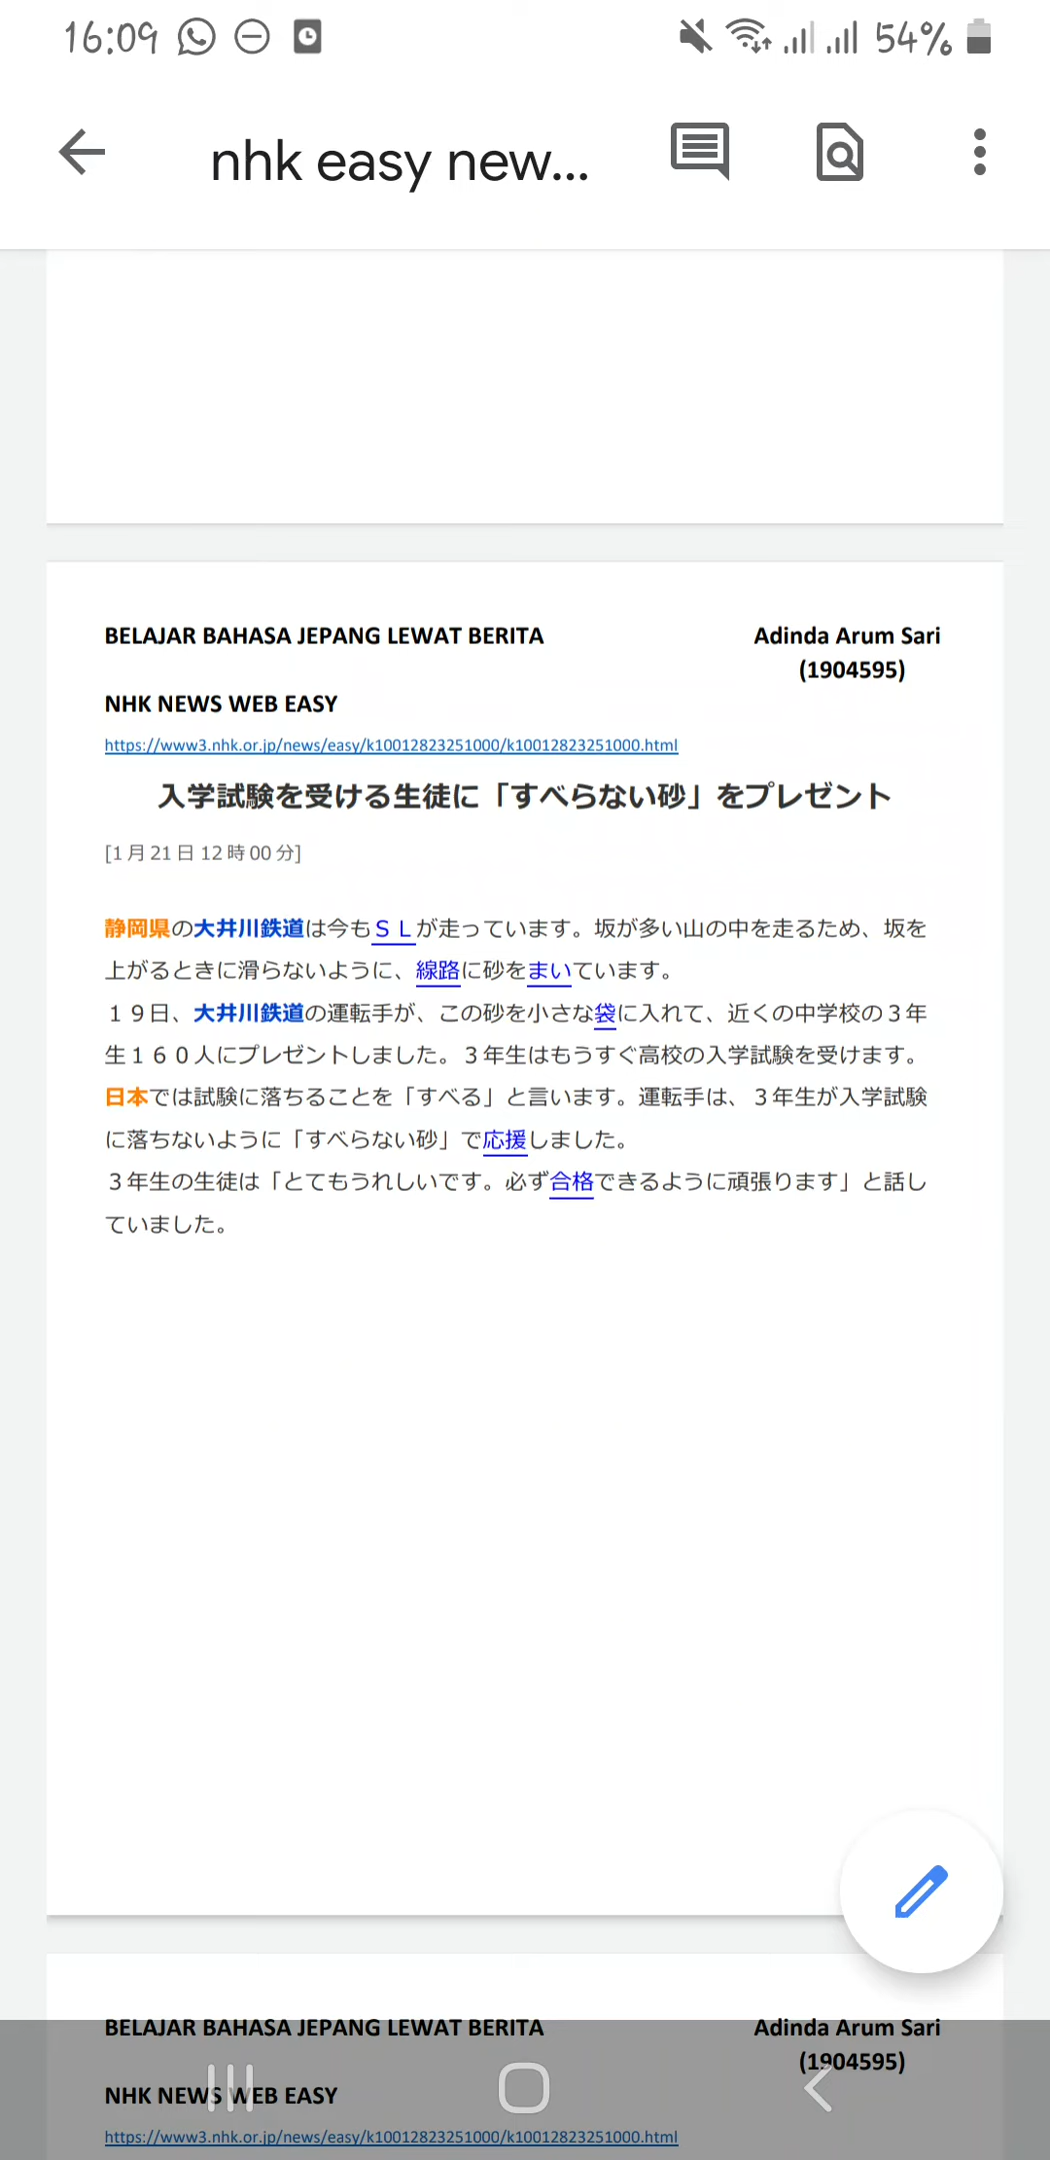 16:09
54%
nhk easy new...
BELAJAR BAHASA JEPANG LEWAT BERITA
Adinda Arum Sari
(1904595)
NHK NEWS WEB EASY
https://www3.nhk.or.jp/news/easy/k10012823251000/k10012823251000.html
入学試験を受ける生徒に「すべらない砂」をプレゼント
[1月21日12時00分]
静岡県の大井川鉄道は今もＳＬが走っています。坂が多い山の中を走るため、坂を
上がるときに滑らないように、線路に砂をまいています。
１９日、大井川鉄道の運転手が、この砂を小さな袋に入れて、近くの中学校の３年
生１６０人にプレゼントしました。３年生はもうすぐ高校の入学試験を受けます。
日本では試験に落ちることを「すべる」と言います。運転手は、３年生が入学試験
に落ちないように「すべらない砂」で応援しました。
３年生の生徒は「とてもうれしいです。必ず合格できるように頑張ります」と話し
ていました。
BELAJAR BAHASA JEPANG LEWAT BERITA
Adinda Arum Sari
(1904595)
NHK NEWS WEB EASY
https://www3.nhk.or.jp/news/easy/k10012823251000/k10012823251000.html